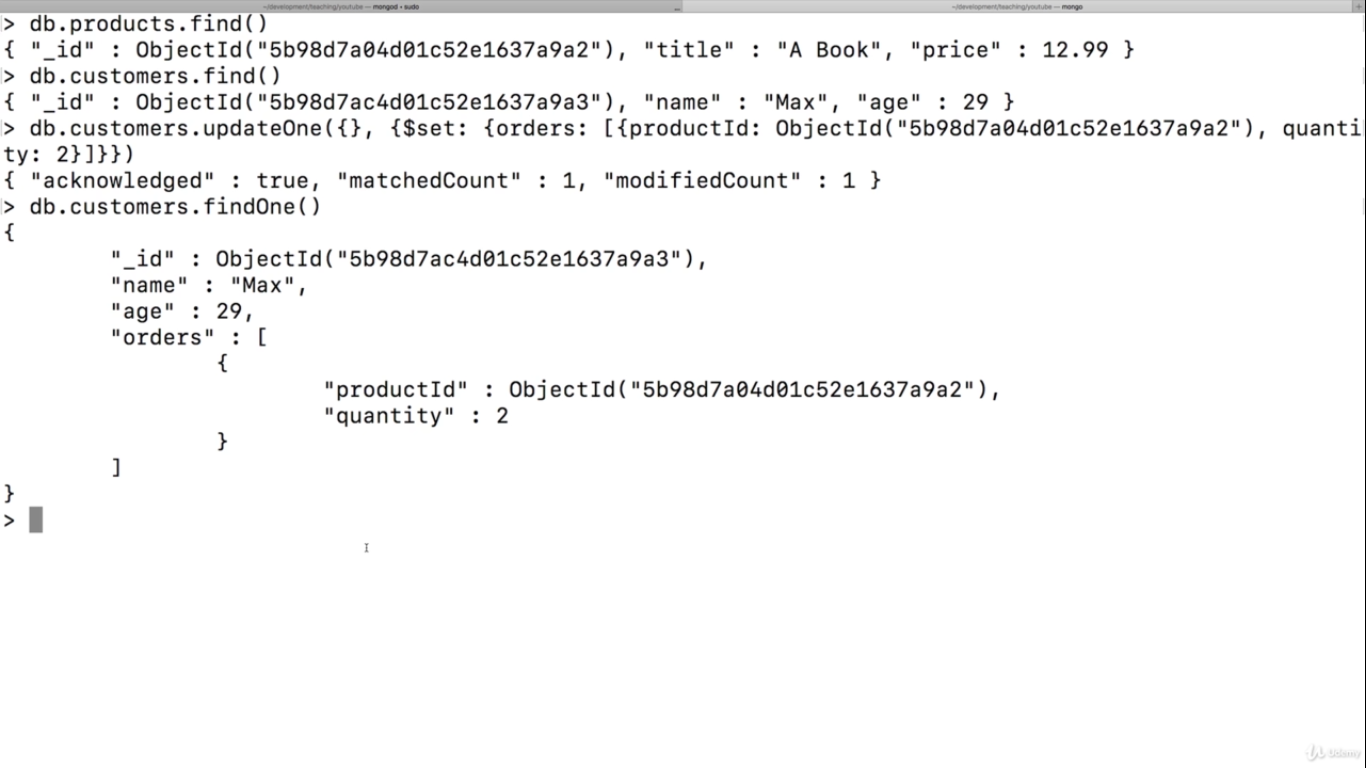 ~/development/teaching/youtube — mongod • sudo
~/development/teaching/youtube — mongo
> db.products.find()
{ "_id" : ObjectId("5b98d7a04d01c52e1637a9a2"), "title" : "A Book", "price" : 12.99 }
> db.customers.find()
{ "_id" : ObjectId("5b98d7ac4d01c52e1637a9a3"), "name" : "Max", "age" : 29 }
> db.customers.updateOne({}, {$set: {orders: [{productId: ObjectId("5b98d7a04d01c52e1637a9a2"), quanti
ty: 2}]}})
{ "acknowledged" : true, "matchedCount" : 1, "modifiedCount" : 1 }
> db.customers.findOne()
{
"_id" : ObjectId("5b98d7ac4d01c52e1637a9a3"),
"name" : "Max",
"age" : 29,
"orders" : [
{
"productId" : ObjectId("5b98d7a04d01c52e1637a9a2"),
"quantity" : 2
}
]
}
>
Udemy